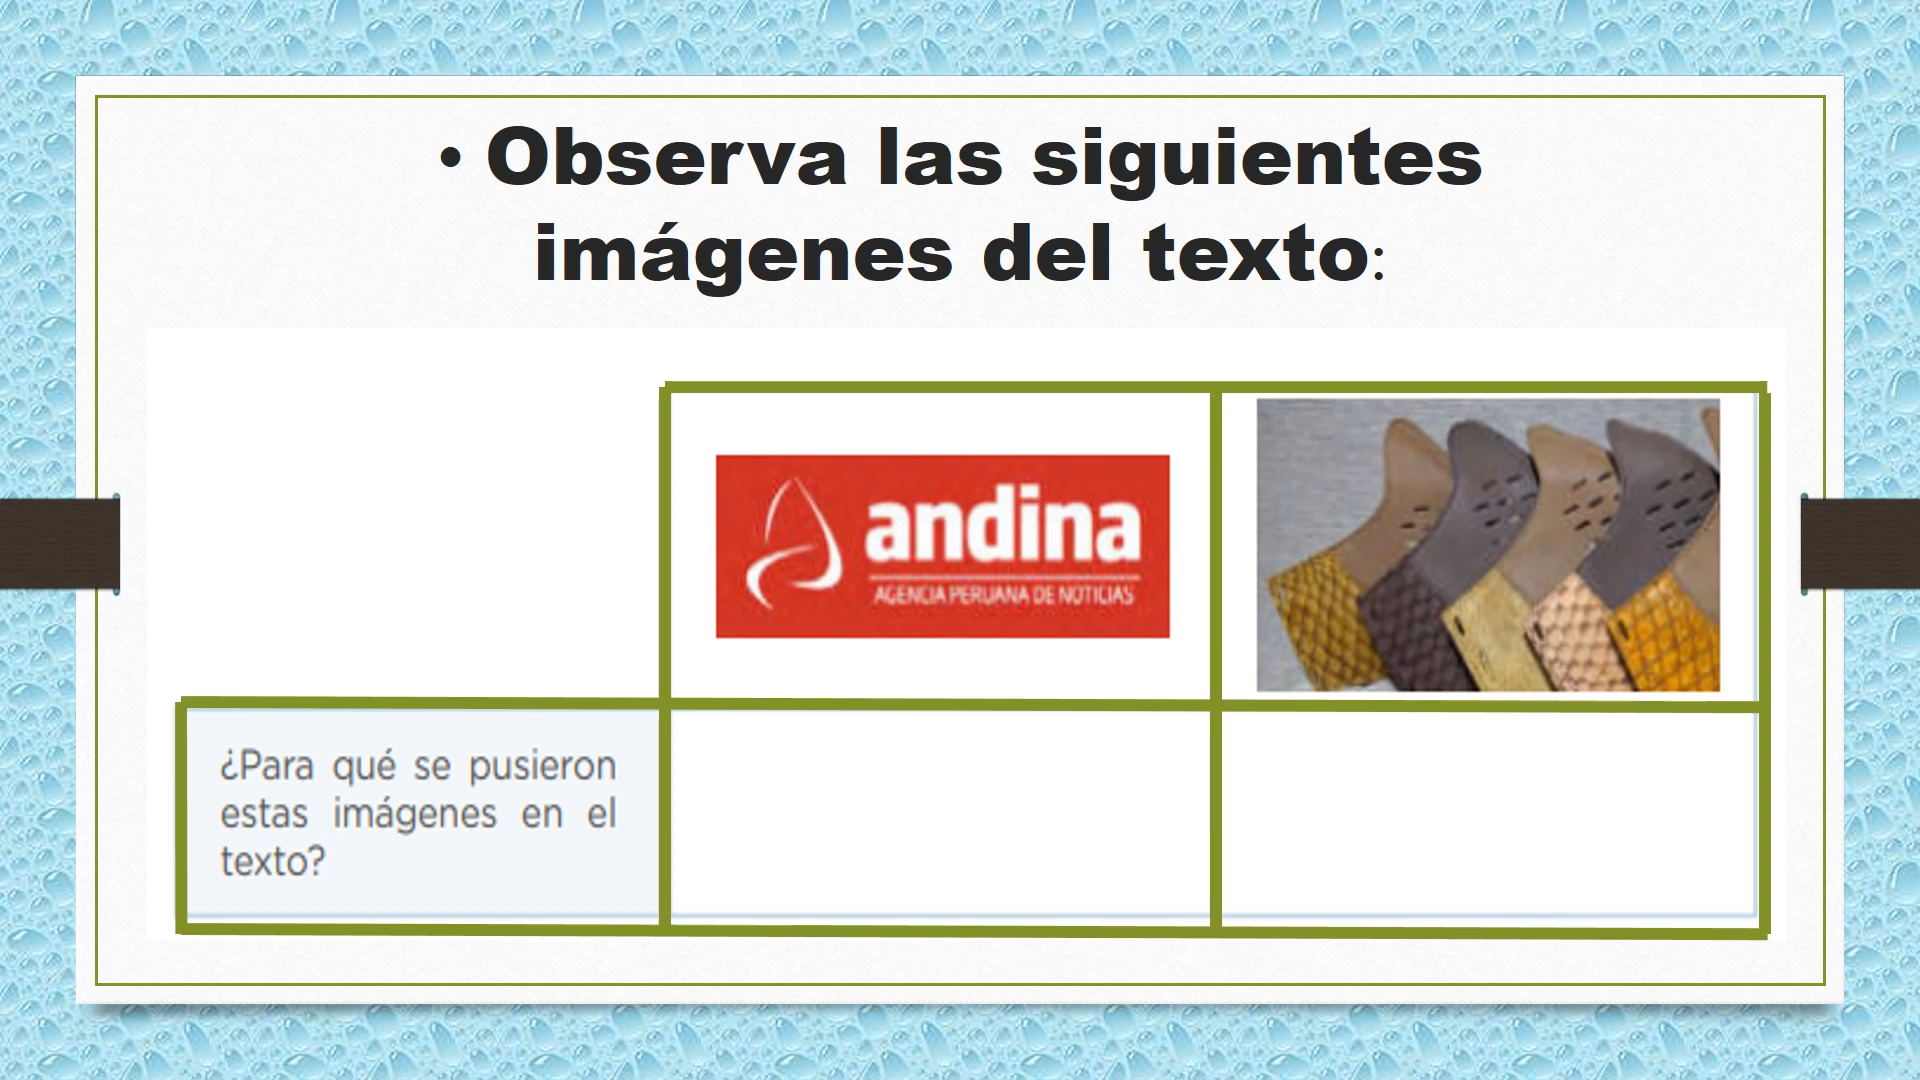 • Observa las siguientes
imágenes del texto:
andina
AGENCIA PERUANA DE NOTICIAS
¿Para qué se pusieron
estas imágenes en el
texto?